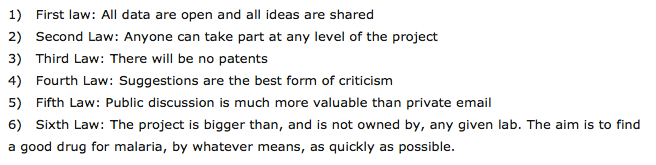 1) First law: All data are open and all ideas are shared
2) Second Law: Anyone can take part at any level of the project
3) Third Law: There will be no patents
4) Fourth Law: Suggestions are the best form of criticism
5) Fifth Law: Public discussion is much more valuable than private email
6) Sixth Law: The project is bigger than, and is not owned by, any given lab. The aim is to find
a good drug for malaria, by whatever means, as quickly as possible.